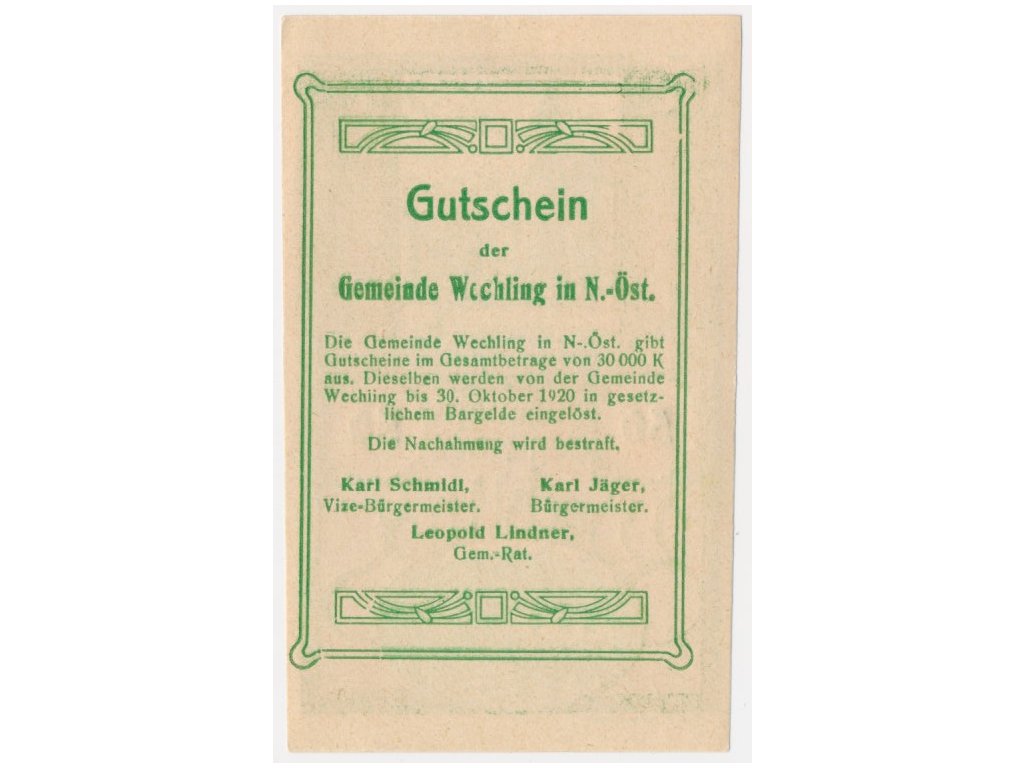 Gutschein
der
Gemeinde Wechling in N.-Öst.
Die Gemeinde Wechling in N-.Öst. gibt
Gutscheine im Gesamtbetrage von 30 000 K
aus. Dieselben werden von der Gemeinde
Wechling bis 30. Oktober 1920 in gesetz-
lichem Bargelde eingelöst.
Die Nachahmung wird bestraft.
Karl Schmidl, Karl Jäger,
Vize-Bürgermeister. Bürgermeister.
Leopold Lindner,
Gem.-Rat.